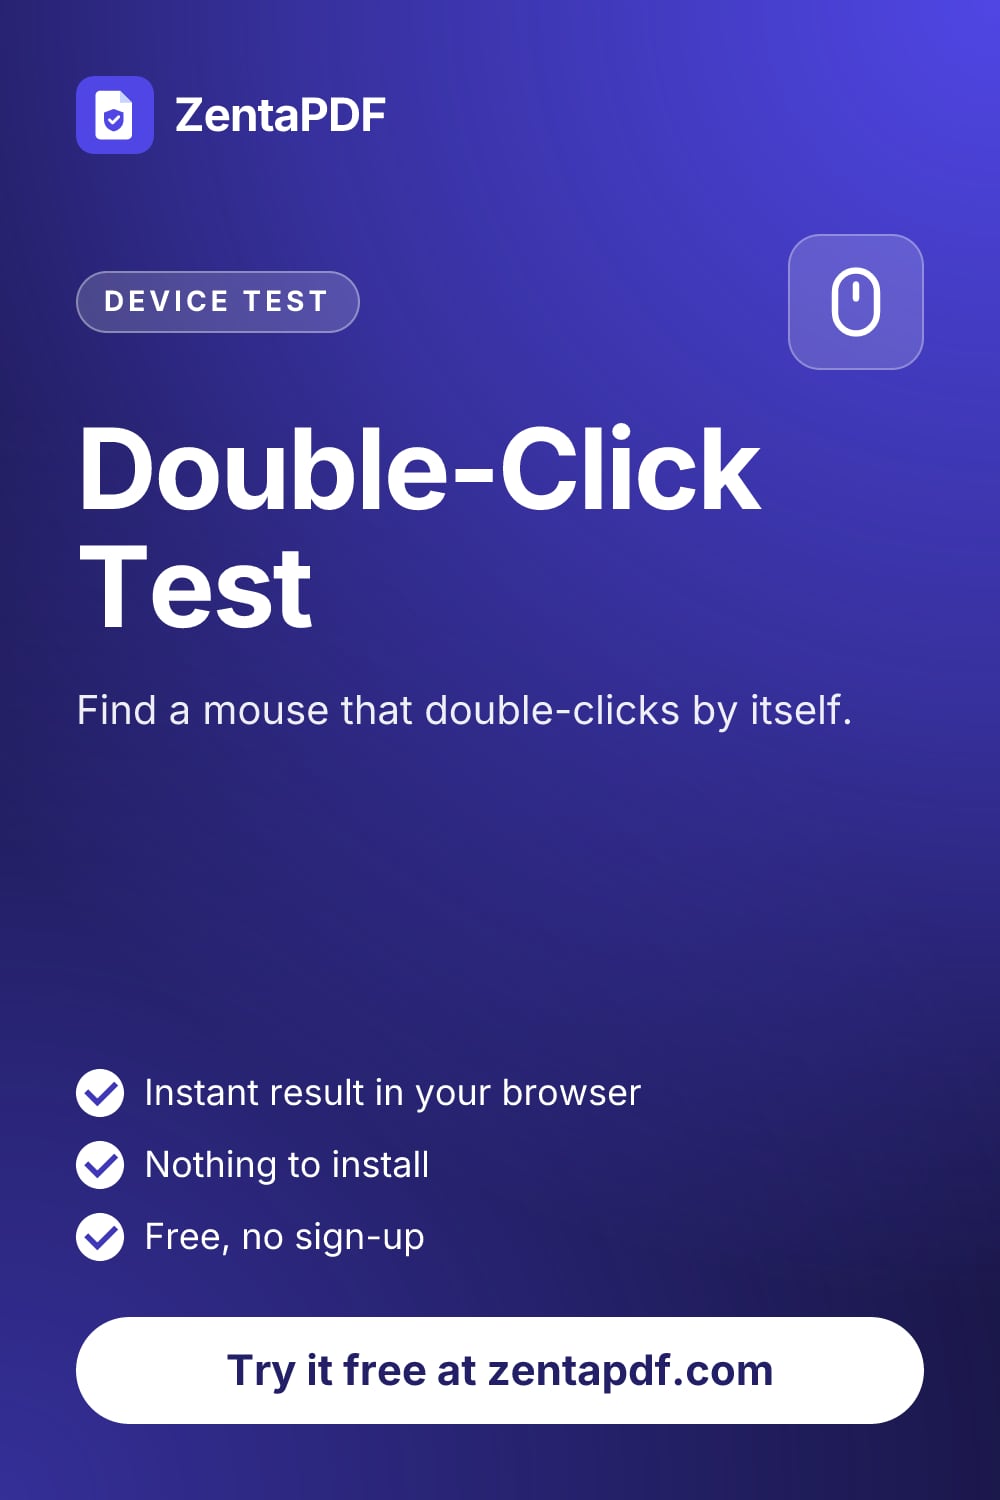 ZentaPDF
DEVICE TEST
Double-Click
Test
Find a mouse that double-clicks by itself.
Instant result in your browser
Nothing to install
Free, no sign-up
Try it free at zentapdf.com